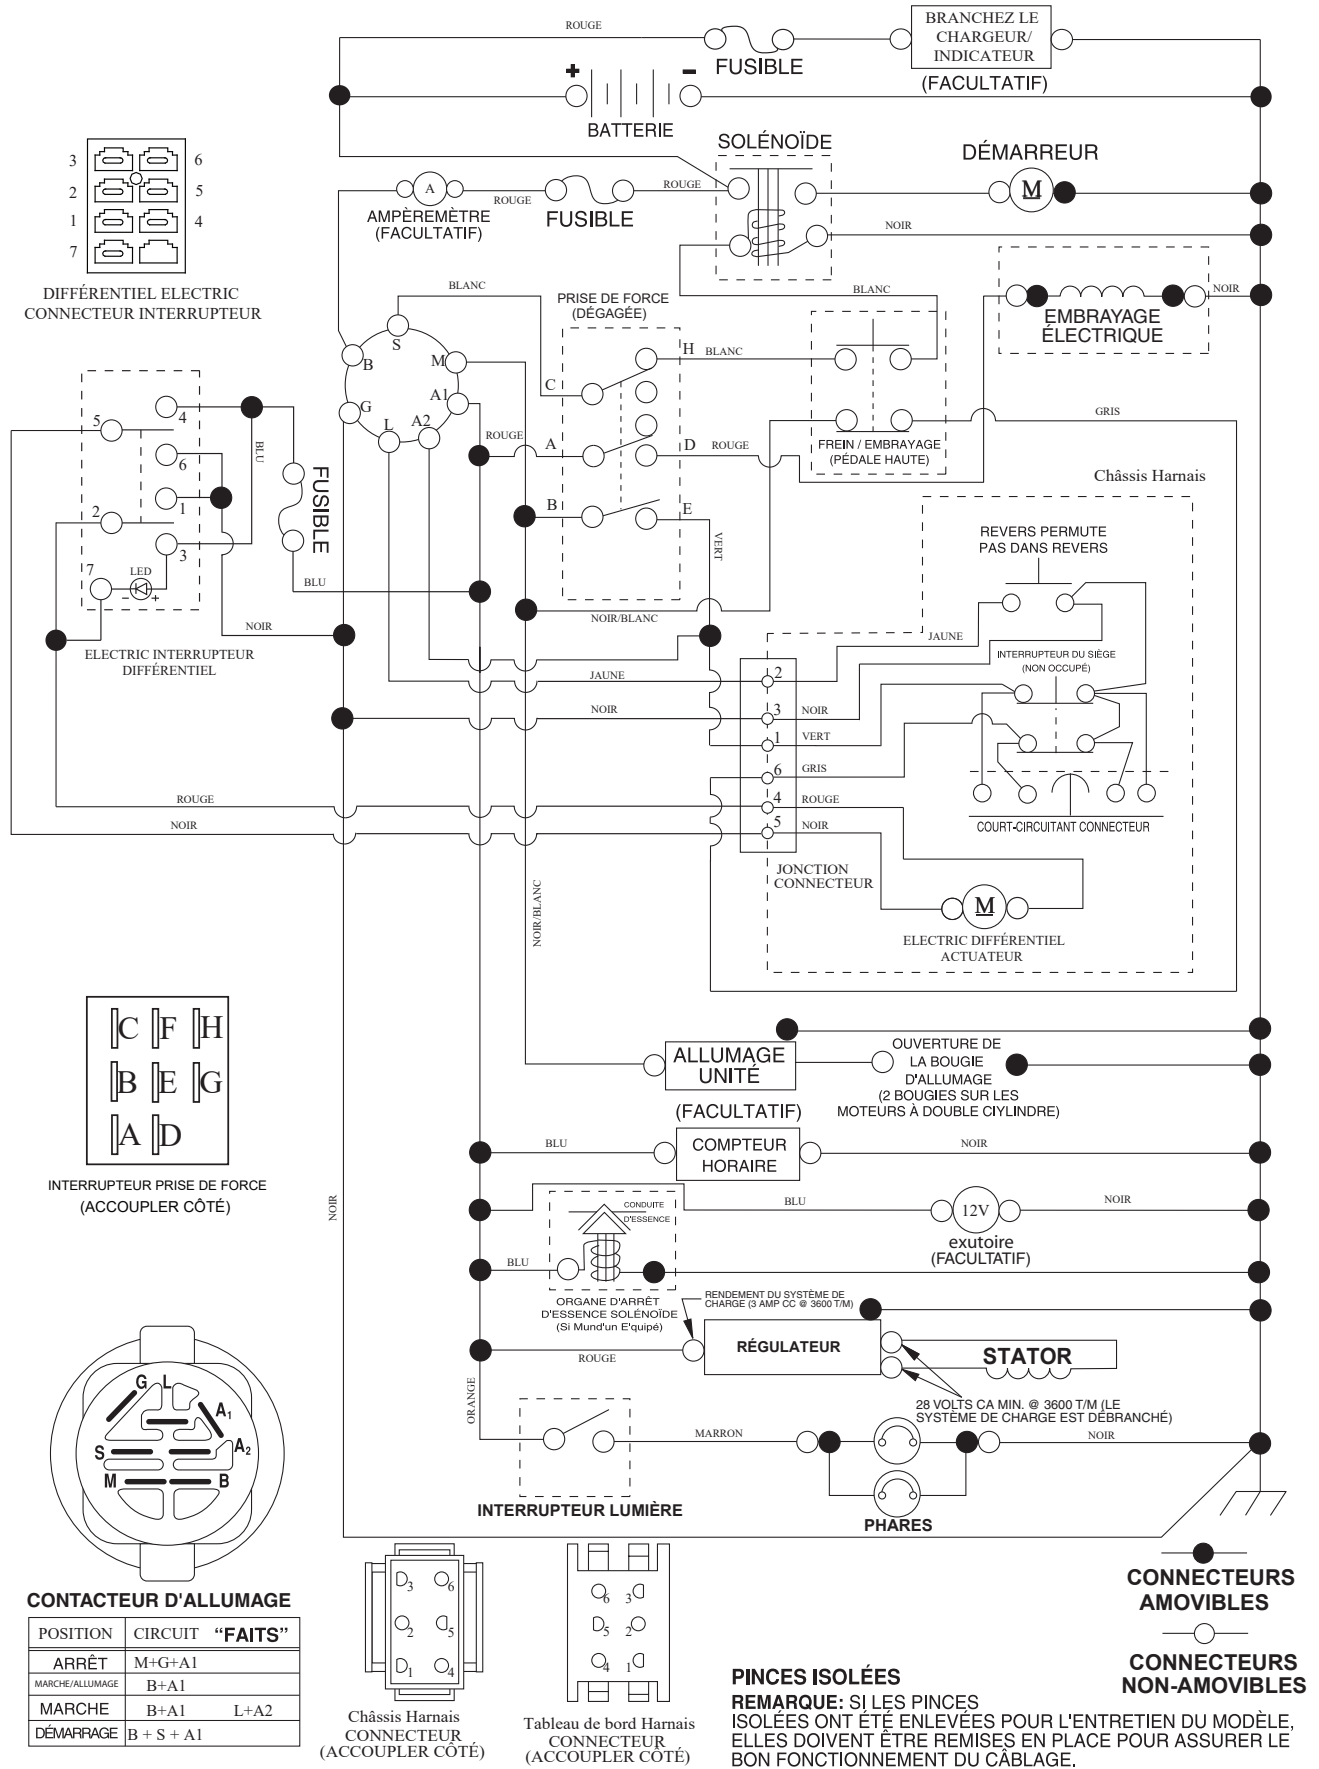 ROUGE
FUSIBLE
BRANCHEZ LE
CHARGEUR/
INDICATEUR
(FACULTATIF)
+
-
BATTERIE
SOLÉNOÏDE
DÉMARREUR
M
3
6
2
5
1
4
7
DIFFÉRENTIEL ELECTRIC
CONNECTEUR INTERRUPTEUR
A
AMPÈREMÈTRE
(FACULTATIF)
ROUGE
FUSIBLE
ROUGE
NOIR
BLANC
BLANC
NOIR
EMBRAYAGE
ÉLECTRIQUE
PRISE DE FORCE
(DÉGAGÉE)
S
B
M
A1
G
L
A2
C
H
BLANC
ROUGE
A
D
ROUGE
B
E
VERT
FREIN / EMBRAYAGE
(PÉDALE HAUTE)
GRIS
5
4
6
1
2
3
7
LED
-
+
BLU
FUSIBLE
BLU
NOIR
ELECTRIC INTERRUPTEUR
DIFFÉRENTIEL
Châssis Harnais
REVERS PERMUTE
PAS DANS REVERS
NOIR/BLANC
JAUNE
INTERRUPTEUR DU SIÈGE
(NON OCCUPÉ)
JAUNE
2
NOIR
3
NOIR
1
VERT
6
GRIS
ROUGE
4
ROUGE
NOIR
5
NOIR
COURT-CIRCUITANT CONNECTEUR
JONCTION
CONNECTEUR
M
ELECTRIC DIFFÉRENTIEL
ACTUATEUR
NOIR/BLANC
C F H
B E G
A D
INTERRUPTEUR PRISE DE FORCE
(ACCOUPLER CÔTÉ)
ALLUMAGE
UNITÉ
OUVERTURE DE
LA BOUGIE
D'ALLUMAGE
(2 BOUGIES SUR LES
MOTEURS À DOUBLE CIYLINDRE)
(FACULTATIF)
BLU
COMPTEUR
HORAIRE
NOIR
NOIR
BLU
12V
NOIR
exutoire
(FACULTATIF)
CONDUITE
D'ESSENCE
BLU
ORGANE D'ARRÊT
D'ESSENCE SOLÉNOÏDE
(Si Mund'un E'quipé)
RENDEMENT DU SYSTÈME DE
CHARGE (3 AMP CC @ 3600 T/M)
RÉGULATEUR
ROUGE
STATOR
28 VOLTS CA MIN. @ 3600 T/M (LE
SYSTÈME DE CHARGE EST DÉBRANCHÉ)
ORANGE
MARRON
NOIR
INTERRUPTEUR LUMIÈRE
PHARES
G
L
A1
S
A2
M
B
CONTACTEUR D'ALLUMAGE
POSITION CIRCUIT "FAITS"
ARRÊT M+G+A1
MARCHE/ALLUMAGE B+A1
MARCHE B+A1 L+A2
DÉMARRAGE B + S + A1
3
6
2
5
1
4
Châssis Harnais
CONNECTEUR
(ACCOUPLER CÔTÉ)
6
3
5
2
4
1
Tableau de bord Harnais
CONNECTEUR
(ACCOUPLER CÔTÉ)
CONNECTEURS
AMOVIBLES
CONNECTEURS
NON-AMOVIBLES
PINCES ISOLÉES
REMARQUE: SI LES PINCES
ISOLÉES ONT ÉTÉ ENLEVÉES POUR L'ENTRETIEN DU MODÈLE,
ELLES DOIVENT ÊTRE REMISES EN PLACE POUR ASSURER LE
BON FONCTIONNEMENT DU CÂBLAGE.